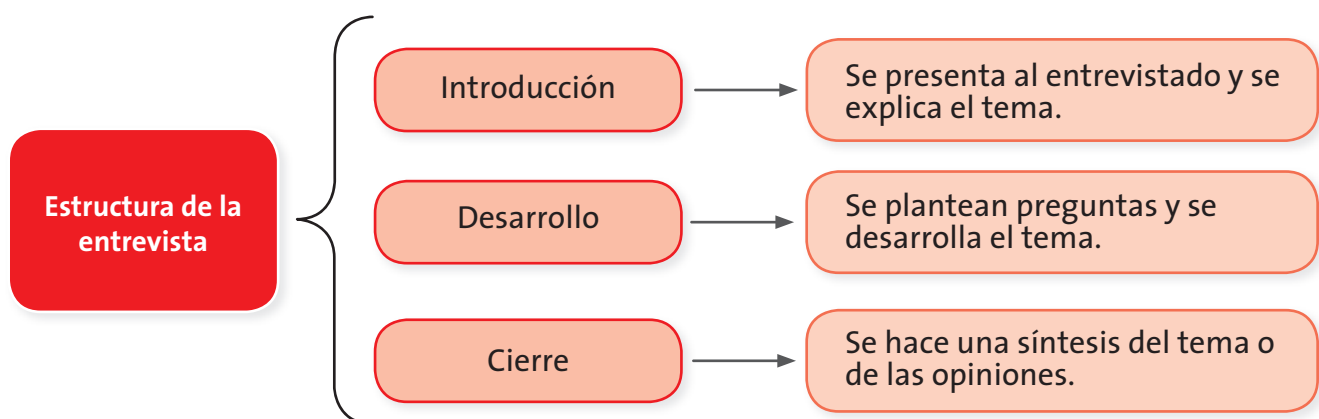 Estructura de la
entrevista
Introducción
Se presenta al entrevistado y se
explica el tema.
Desarrollo
Se plantean preguntas y se
desarrolla el tema.
Cierre
Se hace una síntesis del tema o
de las opiniones.